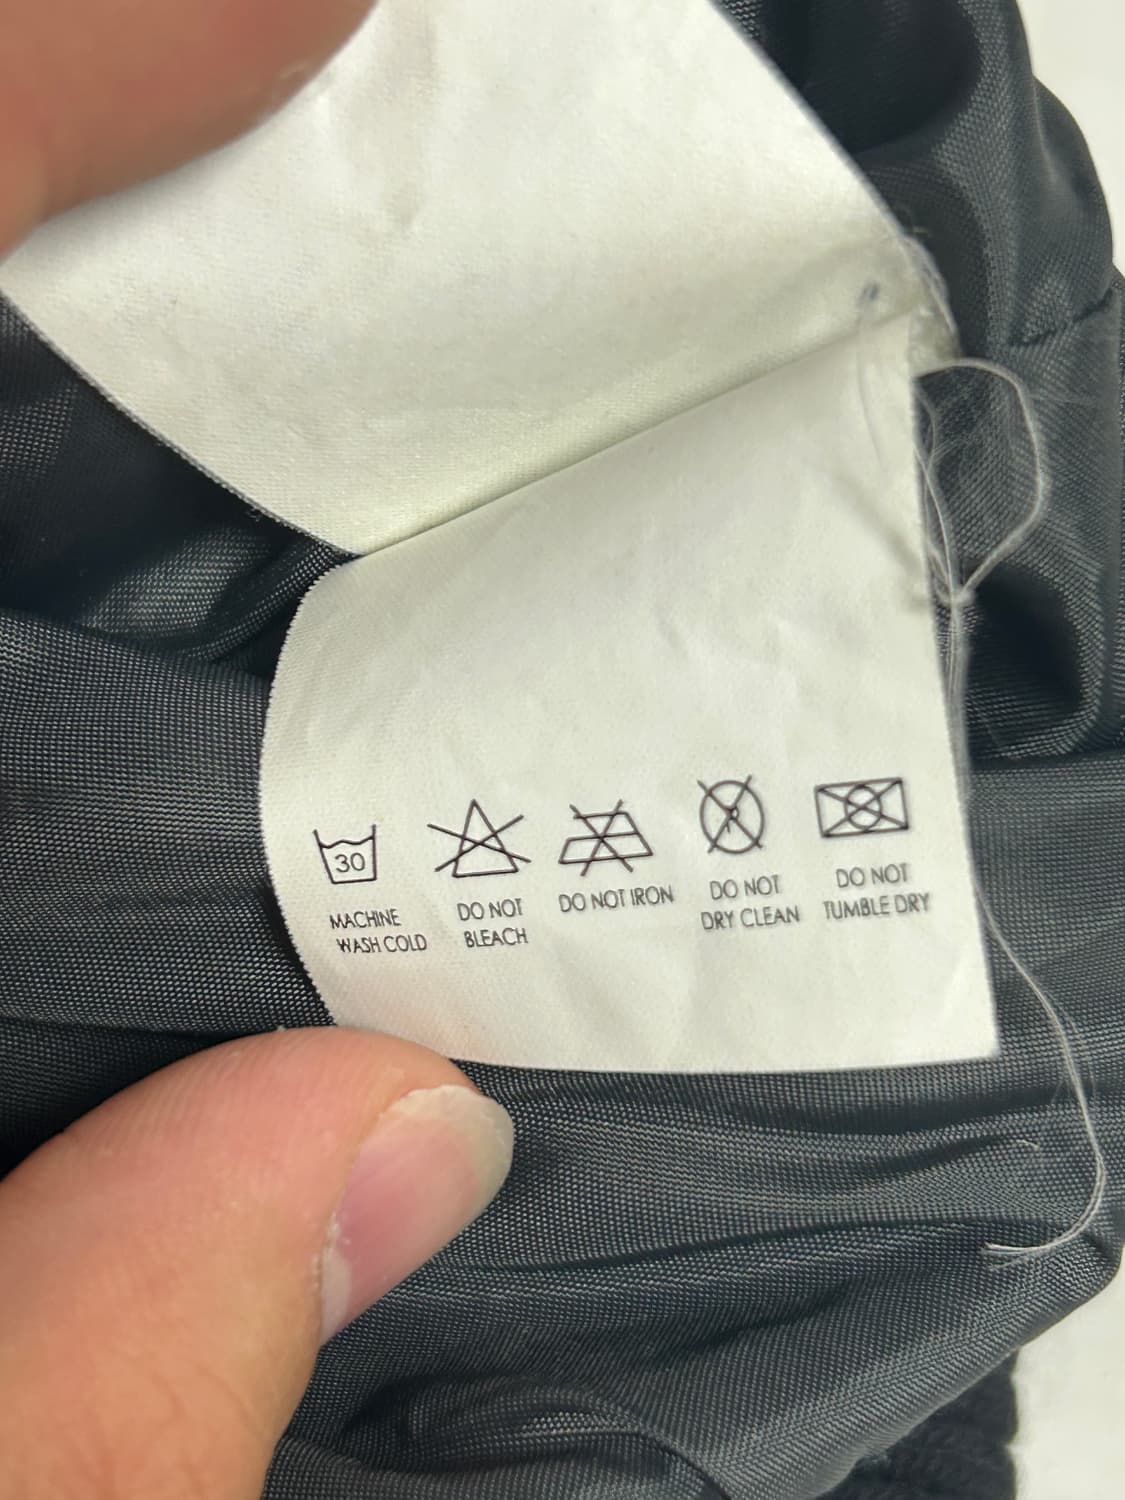 30
MACHINE
WASH COLD
DO NOT
BLEACH
DO NOT IRON
DO NOT
DRY CLEAN
DO NOT
TUMBLE DRY